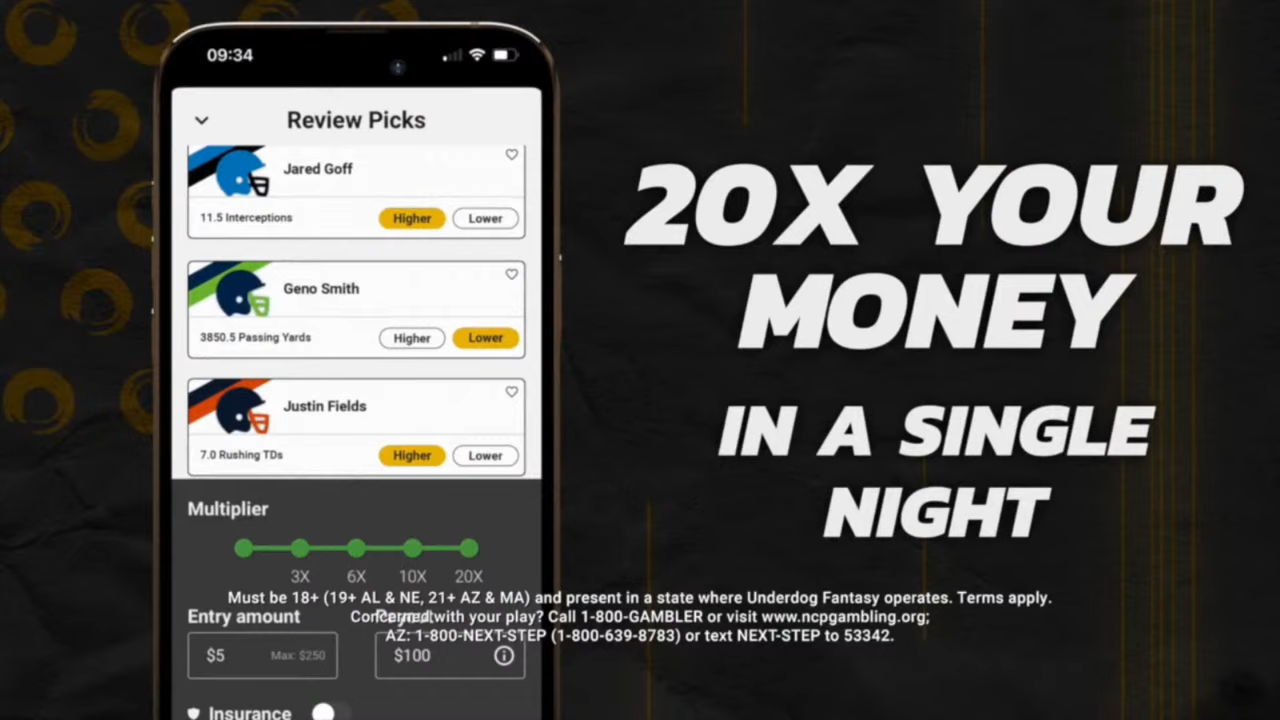 09:34
Review Picks
Jared Goff
11.5 Interceptions Higher Lower
Geno Smith
3850.5 Passing Yards Higher Lower
Justin Fields
7.0 Rushing TDs Higher Lower
Multiplier
3X 6X 10X 20X
20X YOUR
MONEY
IN A SINGLE
NIGHT
Must be 18+ (19+ AL & NE, 21+ AZ & MA) and present in a state where Underdog Fantasy operates. Terms apply.
Concerned with your play? Call 1-800-GAMBLER or visit www.ncpgambling.org;
AZ: 1-800-NEXT-STEP (1-800-639-8783) or text NEXT-STEP to 53342.
Entry amount
$5 Max: $250 $100
Insurance